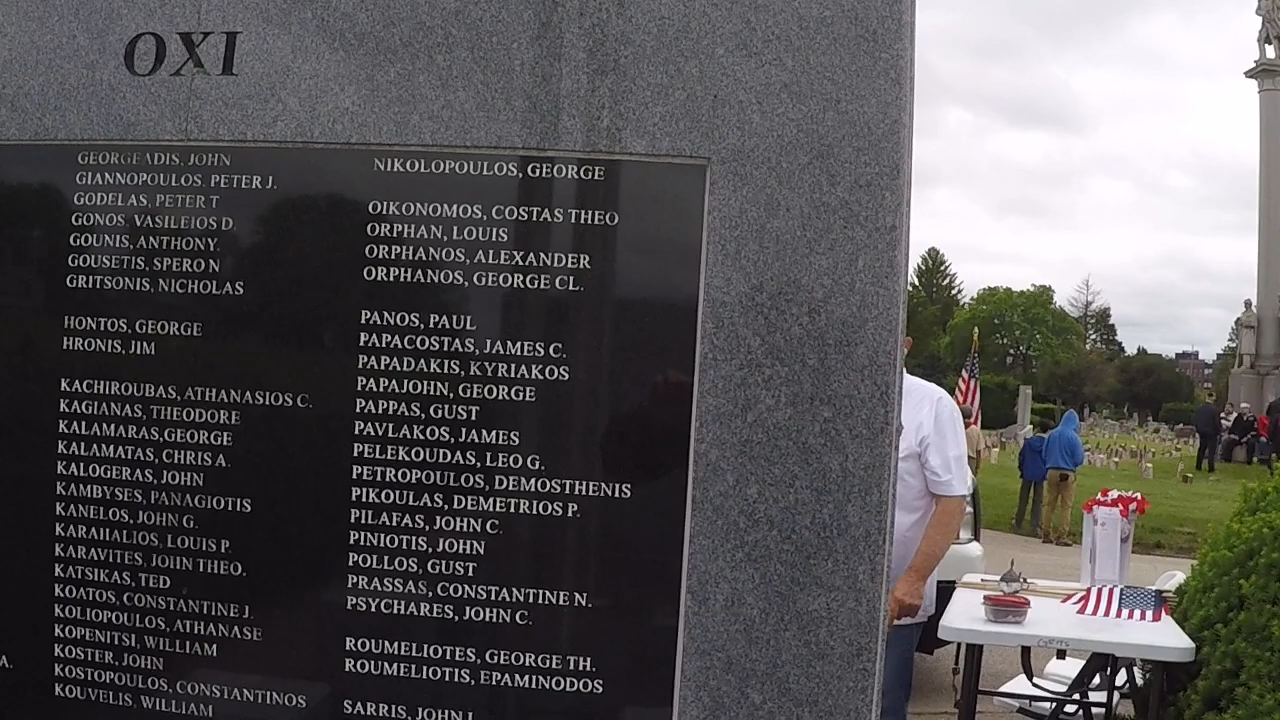 OXI
GEORGEADIS, JOHN
GIANNOPOULOS, PETER J.
GODELAS, PETER T
GONOS, VASILEIOS D.
GOUNIS, ANTHONY.
GOUSETIS, SPERO N
GRITSONIS, NICHOLAS
HONTOS, GEORGE
HRONIS, JIM
KACHIROUBAS, ATHANASIOS C.
KAGIANAS, THEODORE
KALAMARAS,GEORGE
KALAMATAS, CHRIS A.
KALOGERAS, JOHN
KAMBYSES, PANAGIOTIS
KANELOS, JOHN G.
KARAHALIOS, LOUIS P.
KARAVITES, JOHN THEO.
KATSIKAS, TED
KOATOS, CONSTANTINE J.
KOLIOPOULOS, ATHANASE
KOPENITSI, WILLIAM
KOSTER, JOHN
KOSTOPOULOS, CONSTANTINOS
KOUVELIS, WILLIAM
NIKOLOPOULOS, GEORGE
OIKONOMOS, COSTAS THEO
ORPHAN, LOUIS
ORPHANOS, ALEXANDER
ORPHANOS, GEORGE CL.
PANOS, PAUL
PAPACOSTAS, JAMES C.
PAPADAKIS, KYRIAKOS
PAPAJOHN, GEORGE
PAPPAS, GUST
PAVLAKOS, JAMES
PELEKOUDAS, LEO G.
PETROPOULOS, DEMOSTHENIS
PIKOULAS, DEMETRIOS P.
PILAFAS, JOHN C.
PINIOTIS, JOHN
POLLOS, GUST
PRASSAS, CONSTANTINE N.
PSYCHARES, JOHN C.
ROUMELIOTES, GEORGE TH.
ROUMELIOTIS, EPAMINODOS
SARRIS, JOHN
A.